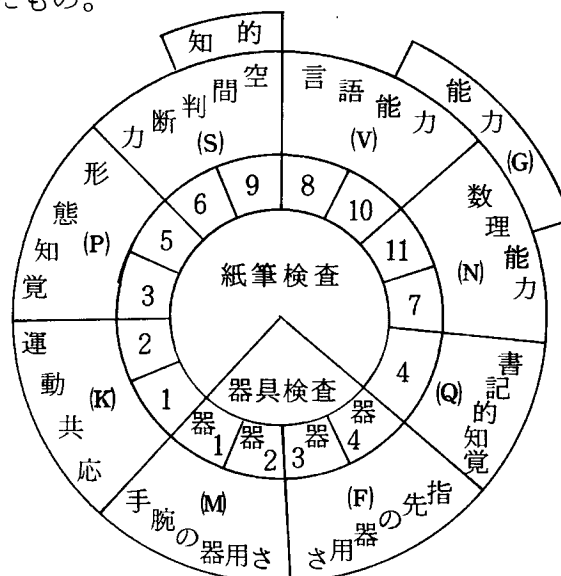 たもの。
知的
能力(G)
空間判断力
(S)
言語能力
(V)
数理能力
(N)
書記的知覚
(Q)
指先の器用さ
(F)
手腕の器用さ
(M)
運動共応
(K)
形態知覚
(P)
9
8
10
11
7
4
器4
器3
器2
器1
1
2
3
5
6
紙筆検査
器具検査